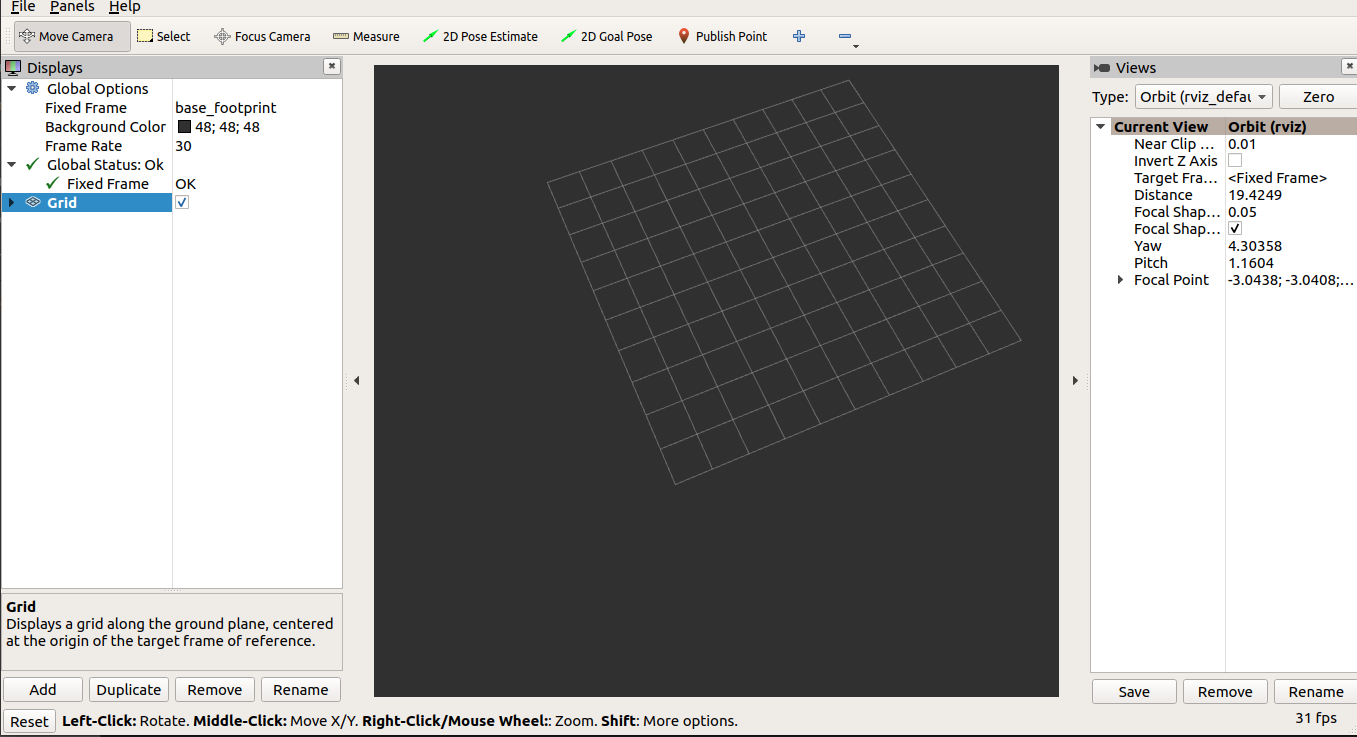 File Panels Help
Move Camera Select Focus Camera Measure 2D Pose Estimate 2D Goal Pose Publish Point
Displays
Global Options
Fixed Frame base_footprint
Background Color 48; 48; 48
Frame Rate 30
Global Status: Ok
Fixed Frame OK
Grid
Grid
Displays a grid along the ground plane, centered
at the origin of the target frame of reference.
Add Duplicate Remove Rename
Views
Type: Orbit (rviz_defau Zero
Current View Orbit (rviz)
Near Clip ... 0.01
Invert Z Axis
Target Fra... <Fixed Frame>
Distance 19.4249
Focal Shap... 0.05
Focal Shap...
Yaw 4.30358
Pitch 1.1604
Focal Point -3.0438; -3.0408;...
Save Remove Rename
Reset Left-Click: Rotate. Middle-Click: Move X/Y. Right-Click/Mouse Wheel:: Zoom. Shift: More options. 31 fps